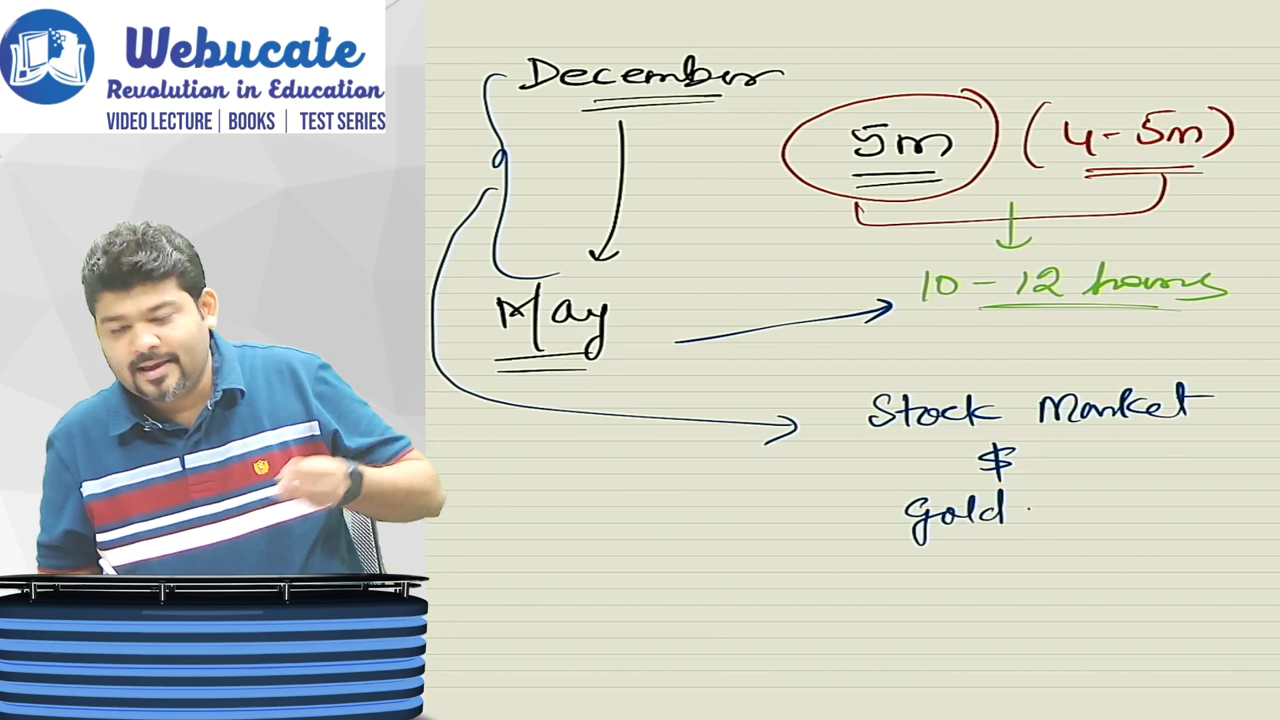 Webucate
Revolution in Education
VIDEO LECTURE | BOOKS | TEST SERIES
December
5m (4-5m)
10-12 hours
May
Stock Market
$
Gold